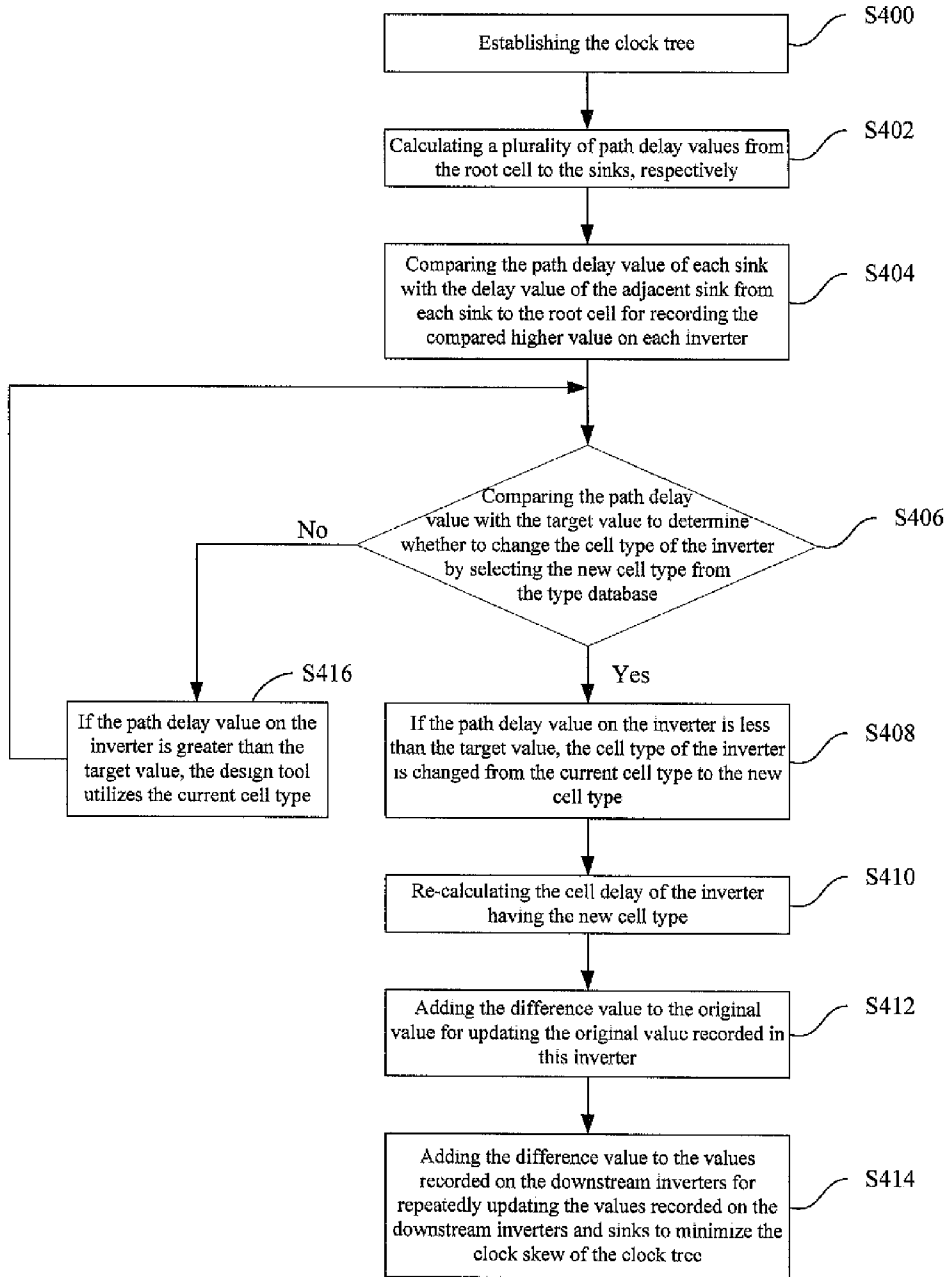 S400
Establishing the clock tree
S402
Calculating a plurality of path delay values from
the root cell to the sinks, respectively
S404
Comparing the path delay value of each sink
with the delay value of the adjacent sink from
each sink to the root cell for recording the
compared higher value on each inverter
S406
Comparing the path delay
value with the target value to determine
whether to change the cell type of the inverter
by selecting the new cell type from
the type database
No
Yes
S416
If the path delay value on the
inverter is greater than the
target value, the design tool
utilizes the current cell type
S408
If the path delay value on the inverter is less
than the target value, the cell type of the inverter
is changed from the current cell type to the new
cell type
S410
Re-calculating the cell delay of the inverter
having the new cell type
S412
Adding the difference value to the original
value for updating the original value recorded in
this inverter
S414
Adding the difference value to the values
recorded on the downstream inverters for
repeatedly updating the values recorded on the
downstream inverters and sinks to minimize the
clock skew of the clock tree